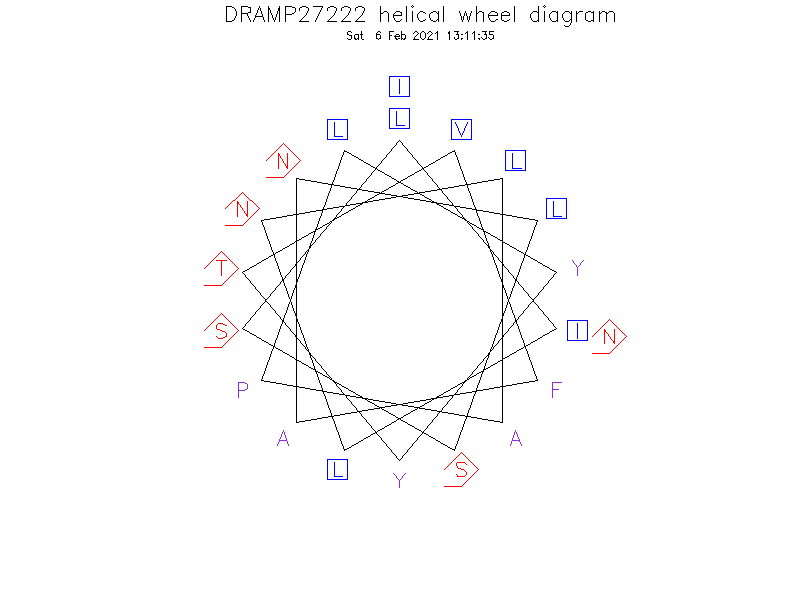 DRAMP27222 helical wheel diagram
Sat 6 Feb 2021 13:11:35
I
L L V
N L
N L
T Y
S I N
P F
A A
L Y S